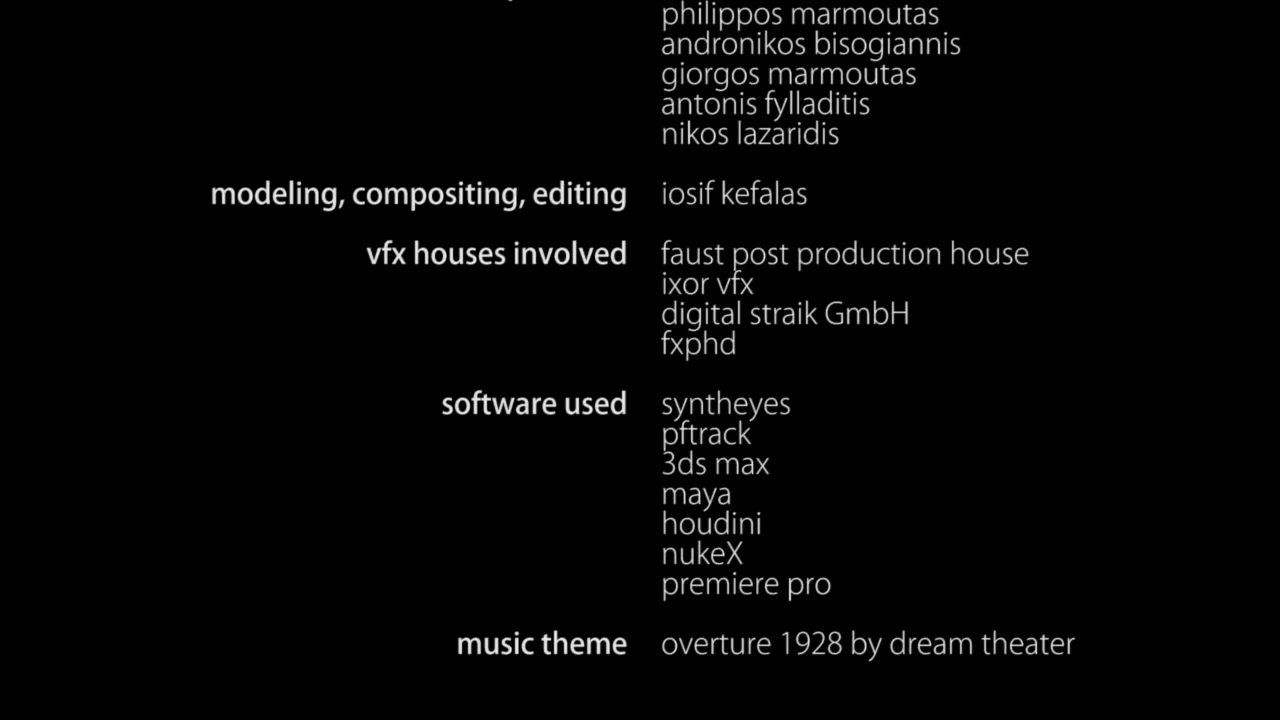 philippos marmoutas
andronikos bisogiannis
giorgos marmoutas
antonis fylladitis
nikos lazaridis
modeling, compositing, editing iosif kefalas
vfx houses involved faust post production house
ixor vfx
digital straik GmbH
fxphd
software used syntheyes
pftrack
3ds max
maya
houdini
nukeX
premiere pro
music theme overture 1928 by dream theater